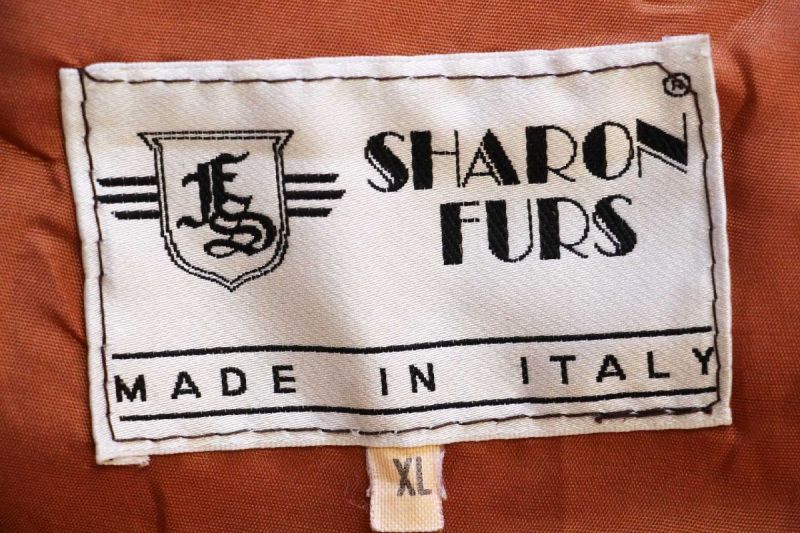 ®
FS
SHARON
FURS
MADE IN ITALY
XL